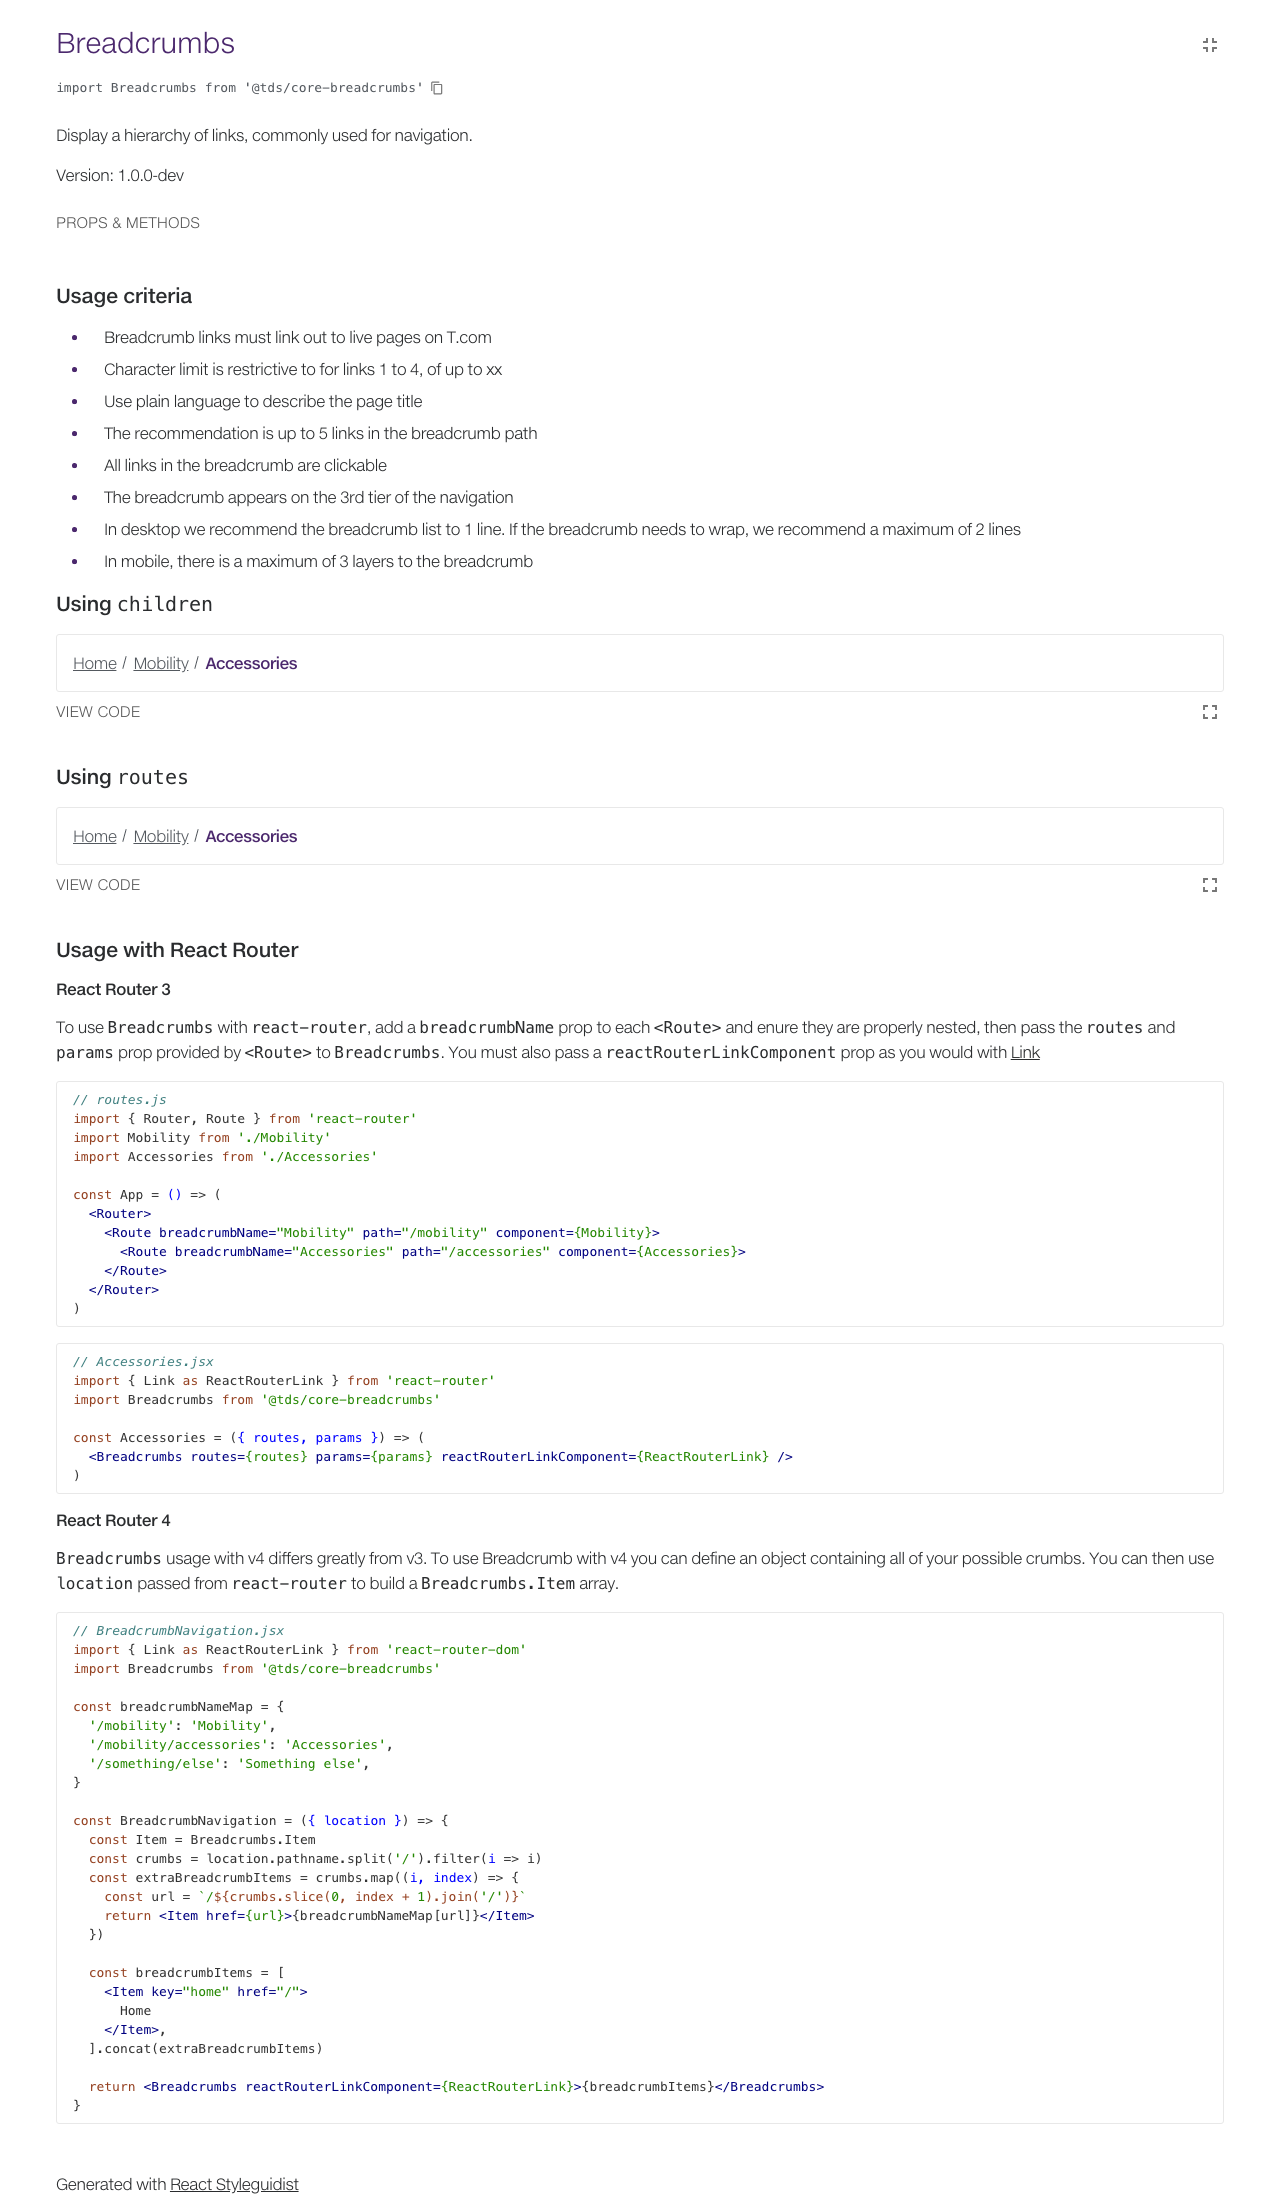 Breadcrumbs
import Breadcrumbs from '@tds/core-breadcrumbs'
Display a hierarchy of links, commonly used for navigation.
Version: 1.0.0-dev
PROPS & METHODS
Usage criteria
• Breadcrumb links must link out to live pages on T.com
• Character limit is restrictive to for links 1 to 4, of up to xx
• Use plain language to describe the page title
• The recommendation is up to 5 links in the breadcrumb path
• All links in the breadcrumb are clickable
• The breadcrumb appears on the 3rd tier of the navigation
• In desktop we recommend the breadcrumb list to 1 line. If the breadcrumb needs to wrap, we recommend a maximum of 2 lines
• In mobile, there is a maximum of 3 layers to the breadcrumb
Using children
Home / Mobility / Accessories
VIEW CODE
Using routes
Home / Mobility / Accessories
VIEW CODE
Usage with React Router
React Router 3
To use Breadcrumbs with react-router, add a breadcrumbName prop to each <Route> and enure they are properly nested, then pass the routes and
params prop provided by <Route> to Breadcrumbs. You must also pass a reactRouterLinkComponent prop as you would with Link
// routes.js
import { Router, Route } from 'react-router'
import Mobility from './Mobility'
import Accessories from './Accessories'
const App = () => (
  <Router>
    <Route breadcrumbName="Mobility" path="/mobility" component={Mobility}>
      <Route breadcrumbName="Accessories" path="/accessories" component={Accessories}>
    </Route>
  </Router>
)
// Accessories.jsx
import { Link as ReactRouterLink } from 'react-router'
import Breadcrumbs from '@tds/core-breadcrumbs'
const Accessories = ({ routes, params }) => (
  <Breadcrumbs routes={routes} params={params} reactRouterLinkComponent={ReactRouterLink} />
)
React Router 4
Breadcrumbs usage with v4 differs greatly from v3. To use Breadcrumb with v4 you can define an object containing all of your possible crumbs. You can then use
location passed from react-router to build a Breadcrumbs.Item array.
// BreadcrumbNavigation.jsx
import { Link as ReactRouterLink } from 'react-router-dom'
import Breadcrumbs from '@tds/core-breadcrumbs'
const breadcrumbNameMap = {
  '/mobility': 'Mobility',
  '/mobility/accessories': 'Accessories',
  '/something/else': 'Something else',
}
const BreadcrumbNavigation = ({ location }) => {
  const Item = Breadcrumbs.Item
  const crumbs = location.pathname.split('/').filter(i => i)
  const extraBreadcrumbItems = crumbs.map((i, index) => {
    const url = `/${crumbs.slice(0, index + 1).join('/')}`
    return <Item href={url}>{breadcrumbNameMap[url]}</Item>
  })
  const breadcrumbItems = [
    <Item key="home" href="/">
      Home
    </Item>,
  ].concat(extraBreadcrumbItems)
  return <Breadcrumbs reactRouterLinkComponent={ReactRouterLink}>{breadcrumbItems}</Breadcrumbs>
}
Generated with React Styleguidist